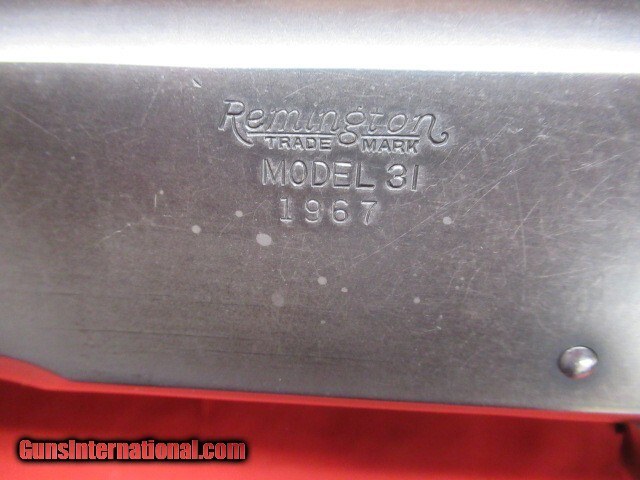 Remington
TRADE MARK
MODEL 31
1967
GunsInternational.com